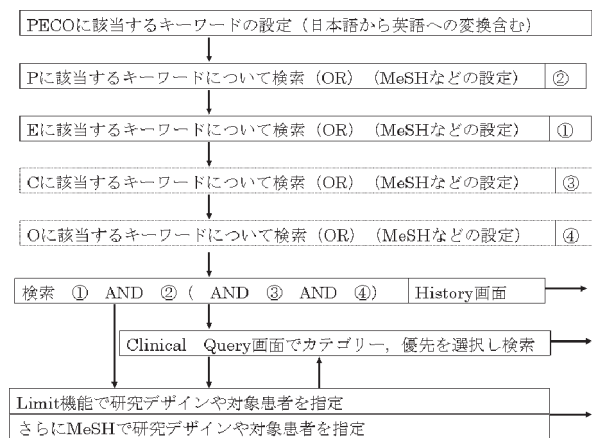 PECOに該当するキーワードの設定（日本語から英語への変換含む）
Pに該当するキーワードについて検索（OR）（MeSHなどの設定） ②
Eに該当するキーワードについて検索（OR）（MeSHなどの設定） ①
Cに該当するキーワードについて検索（OR）（MeSHなどの設定） ③
Oに該当するキーワードについて検索（OR）（MeSHなどの設定） ④
検索 ① AND ②（ AND ③ AND ④） History画面
Clinical Query画面でカテゴリー，優先を選択し検索
Limit機能で研究デザインや対象患者を指定
さらにMeSHで研究デザインや対象患者を指定